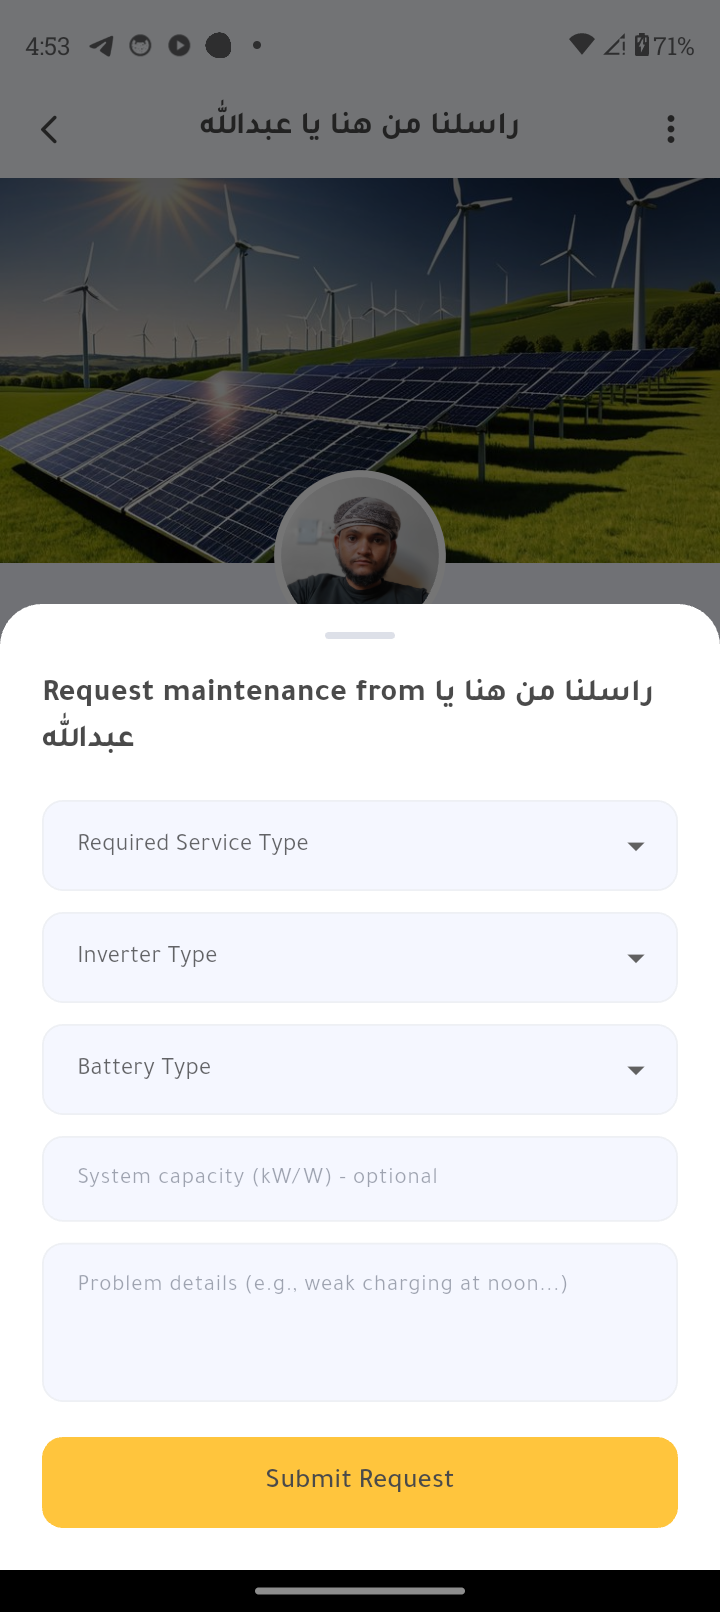 4:53
71%
راسلنا من هنا يا عبدالله
Request maintenance from راسلنا من هنا يا
عبدالله
Required Service Type
Inverter Type
Battery Type
System capacity (kW/W) - optional
Problem details (e.g., weak charging at noon...)
Submit Request